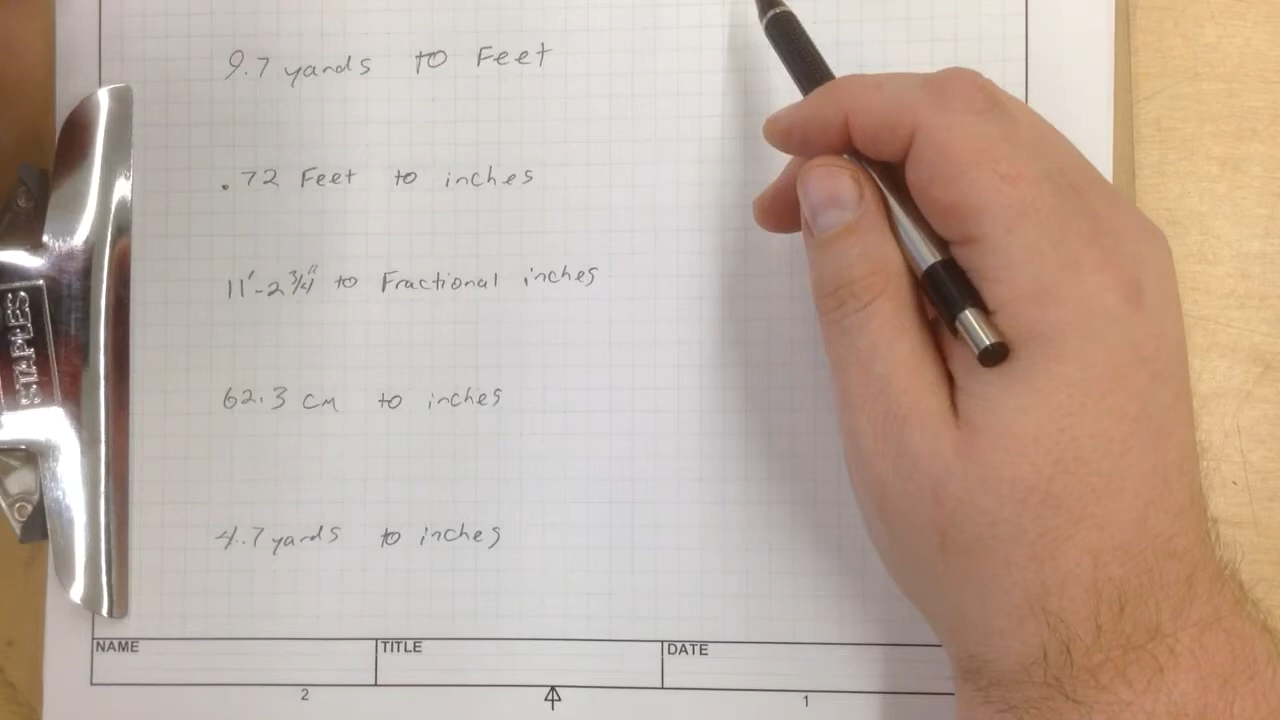 9.7 yards to Feet
.72 Feet to inches
11'-2 3/4" to Fractional inches
62.3 cm to inches
4.7 yards to inches
STAPLES
NAME TITLE DATE
2 1